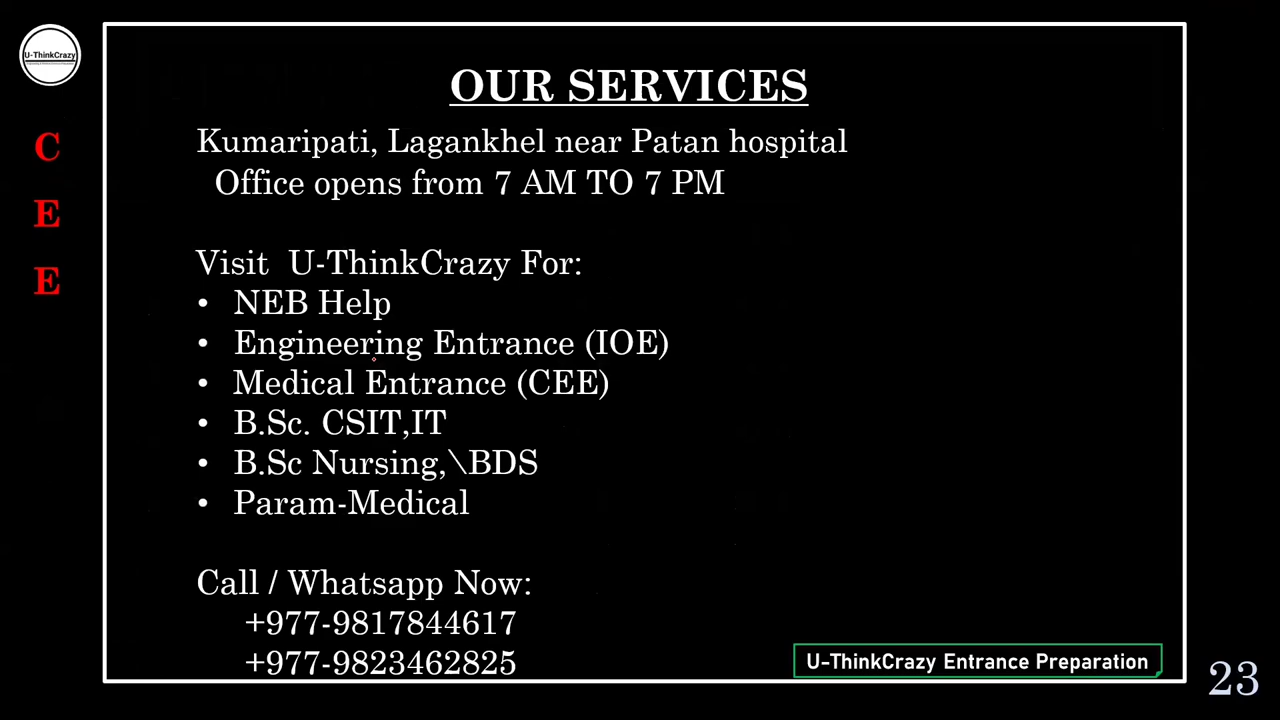 U-ThinkCrazy
C
E
E
OUR SERVICES
Kumaripati, Lagankhel near Patan hospital
Office opens from 7 AM TO 7 PM
Visit U-ThinkCrazy For:
• NEB Help
• Engineering Entrance (IOE)
• Medical Entrance (CEE)
• B.Sc. CSIT,IT
• B.Sc Nursing,\BDS
• Param-Medical
Call / Whatsapp Now:
+977-9817844617
+977-9823462825
U-ThinkCrazy Entrance Preparation
23